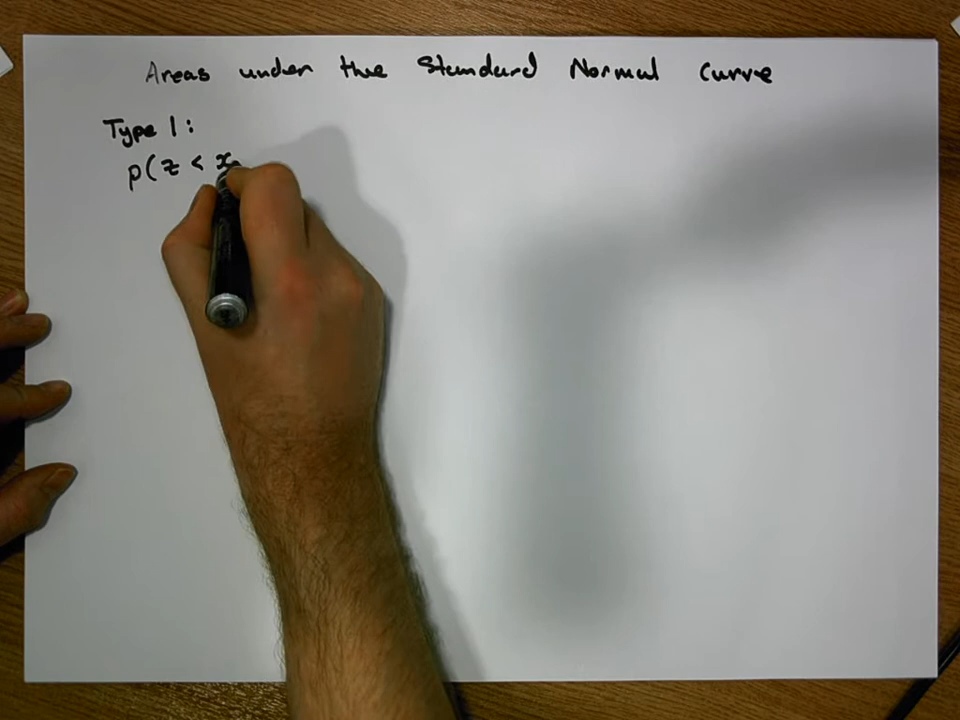 Areas under the Standard Normal Curve
Type 1:
p(z < x